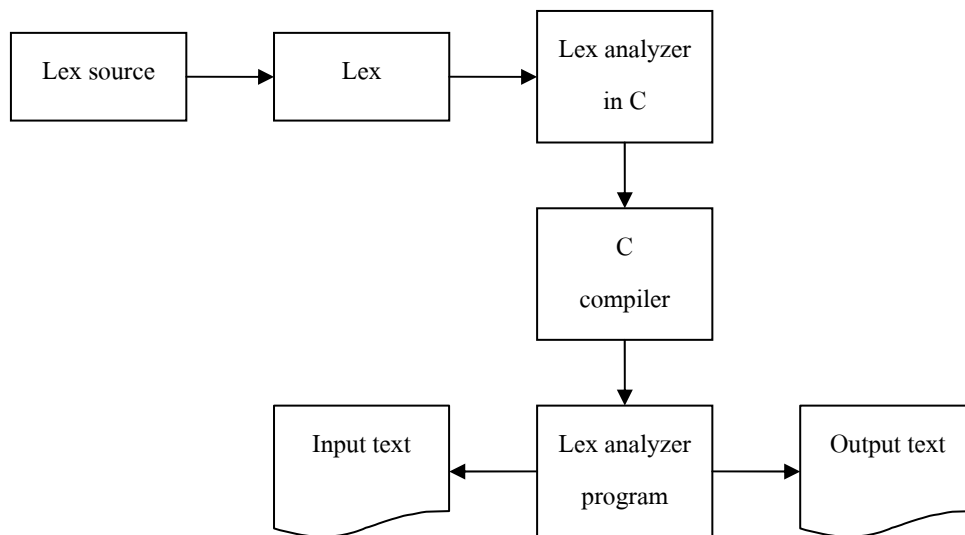 Lex source
Lex
Lex analyzer
in C
C
compiler
Input text
Lex analyzer
program
Output text